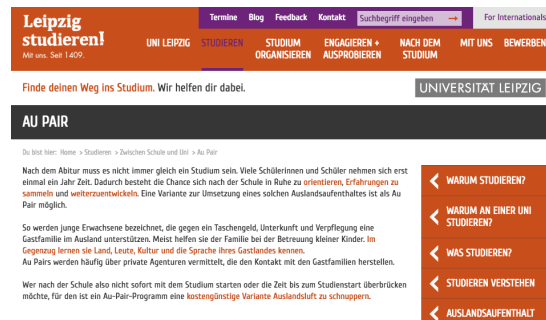 Leipzig
studieren!
Mit uns. Seit 1409.
Termine Blog Feedback Kontakt Suchbegriff eingeben → For Internationals
UNI LEIPZIG STUDIEREN STUDIUM ORGANISIEREN ENGAGIEREN + AUSPROBIEREN NACH DEM STUDIUM MIT UNS BEWERBEN
Finde deinen Weg ins Studium. Wir helfen dir dabei.
UNIVERSITÄT LEIPZIG
AU PAIR
Du bist hier: Home > Studieren > Zwischen Schule und Uni > Au Pair
Nach dem Abitur muss es nicht immer gleich ein Studium sein. Viele Schülerinnen und Schüler nehmen sich erst
einmal ein Jahr Zeit. Dadurch besteht die Chance sich nach der Schule in Ruhe zu orientieren, Erfahrungen zu
sammeln und weiterzuentwickeln. Eine Variante zur Umsetzung eines solchen Auslandsaufenthaltes ist als Au
Pair möglich.
So werden junge Erwachsene bezeichnet, die gegen ein Taschengeld, Unterkunft und Verpflegung eine
Gastfamilie im Ausland unterstützen. Meist helfen sie der Familie bei der Betreuung kleiner Kinder. Im
Gegenzug lernen sie Land, Leute, Kultur und die Sprache ihres Gastlandes kennen.
Au Pairs werden häufig über private Agenturen vermittelt, die den Kontakt mit den Gastfamilien herstellen.
Wer nach der Schule also nicht sofort mit dem Studium starten oder die Zeit bis zum Studienstart überbrücken
möchte, für den ist ein Au-Pair-Programm eine kostengünstige Variante Auslandsluft zu schnuppern.
WARUM STUDIEREN?
WARUM AN EINER UNI
STUDIEREN?
WAS STUDIEREN?
STUDIEREN VERSTEHEN
AUSLANDSAUFENTHALT